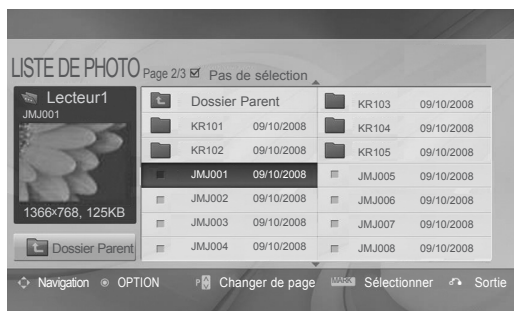 LISTE DE PHOTO Page 2/3 Pas de sélection
Lecteur1
JMJ001
1366x768, 125KB
Dossier Parent
Dossier Parent
KR101 09/10/2008
KR102 09/10/2008
JMJ001 09/10/2008
JMJ002 09/10/2008
JMJ003 09/10/2008
JMJ004 09/10/2008
KR103 09/10/2008
KR104 09/10/2008
KR105 09/10/2008
JMJ005 09/10/2008
JMJ006 09/10/2008
JMJ007 09/10/2008
JMJ008 09/10/2008
Navigation OPTION P Changer de page MARK Sélectionner Sortie